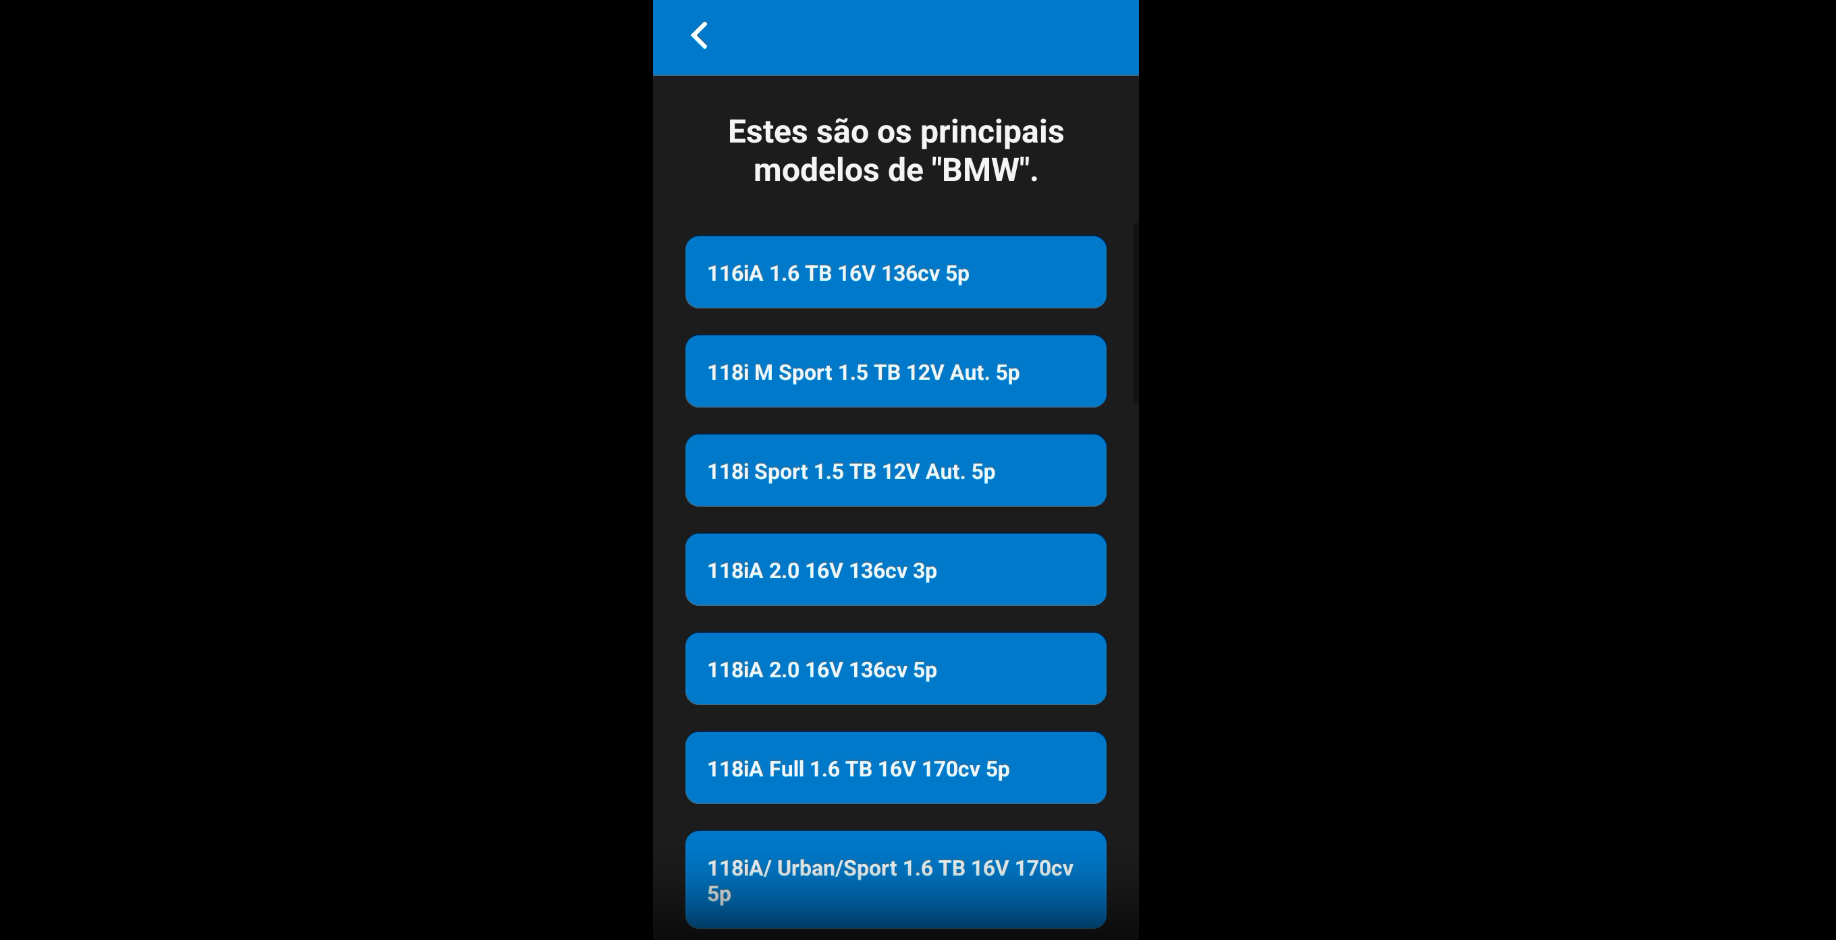 Estes são os principais
modelos de "BMW".
116iA 1.6 TB 16V 136cv 5p
118i M Sport 1.5 TB 12V Aut. 5p
118i Sport 1.5 TB 12V Aut. 5p
118iA 2.0 16V 136cv 3p
118iA 2.0 16V 136cv 5p
118iA Full 1.6 TB 16V 170cv 5p
118iA/ Urban/Sport 1.6 TB 16V 170cv
5p